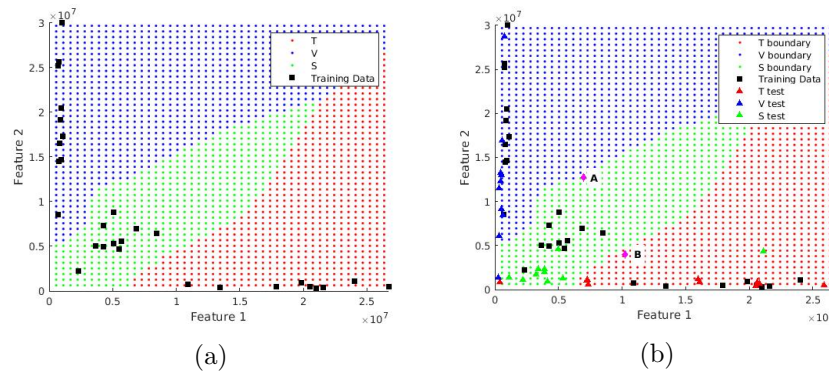 ×10^7
3
2.5
2
1.5
1
0.5
0
Feature 2
T
V
S
Training Data
0
0.5
1
1.5
2
2.5
×10^7
Feature 1
(a)
×10^7
3
2.5
2
1.5
1
0.5
0
Feature 2
T boundary
V boundary
S boundary
Training Data
T test
V test
S test
A
B
0
0.5
1
1.5
2
2.5
×10^7
Feature 1
(b)